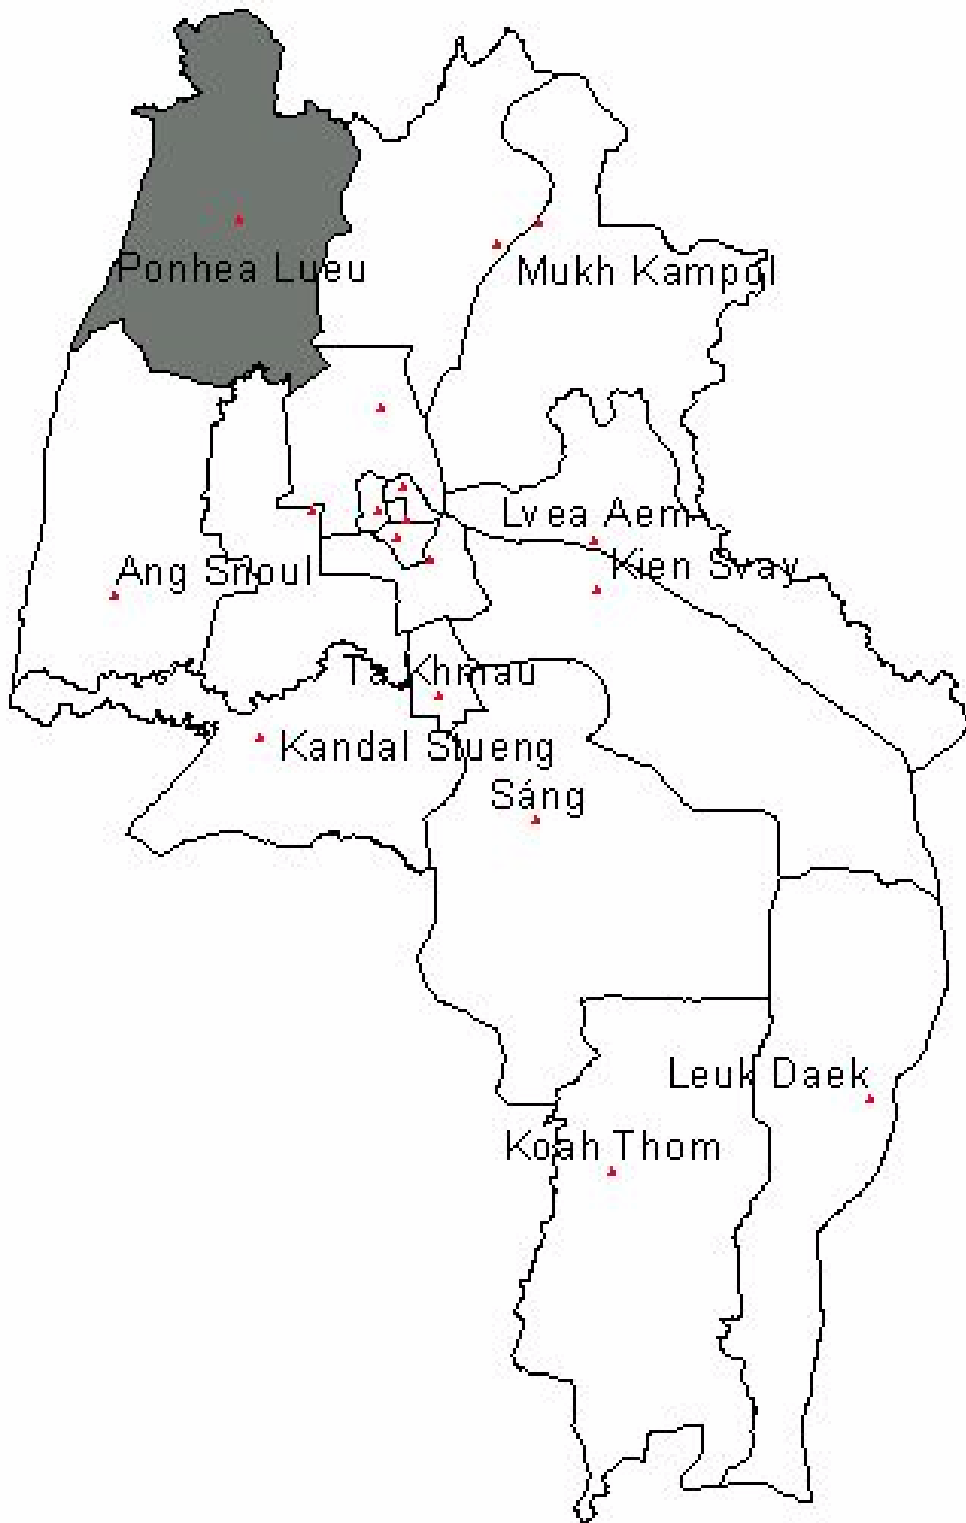 Ponhea Lueu
Mukh Kampol
Lvea Aem
Kien Svay
Ang Snoul
Ta Khmau
Kandal Stueng
Sáng
Leuk Daek
Koah Thom